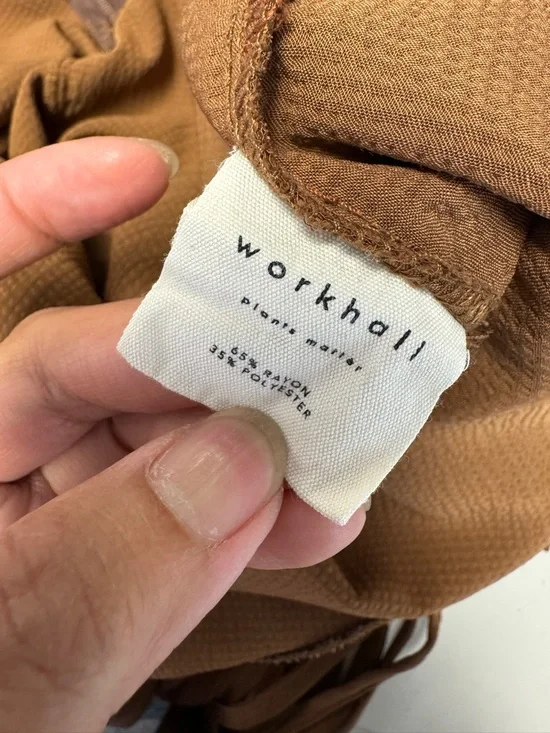 workhall
plants matter
65% RAYON
35% POLYESTER